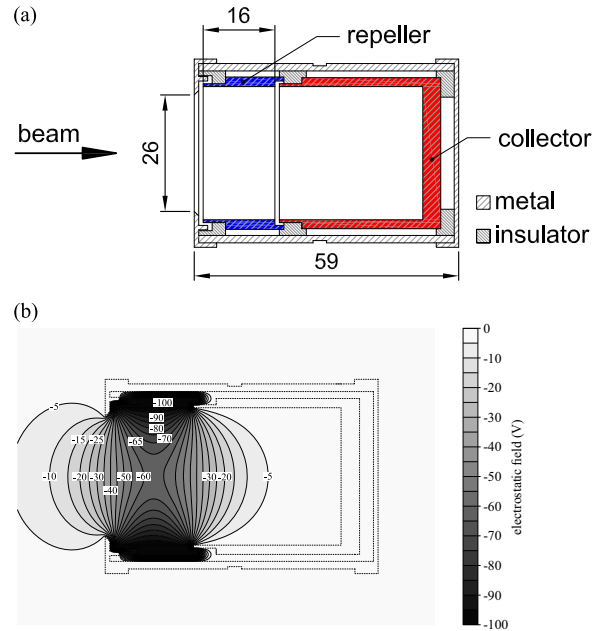 (a)
16
repeller
beam
26
collector
metal
insulator
59
(b)
-100
-90
-80
-70
-5
-15 -25 -65
-10 -20 -30 -50 -60 -30 -20 -5
-40
0
-10
-20
-30
-40
-50
-60
-70
-80
-90
-100
electrostatic field (V)